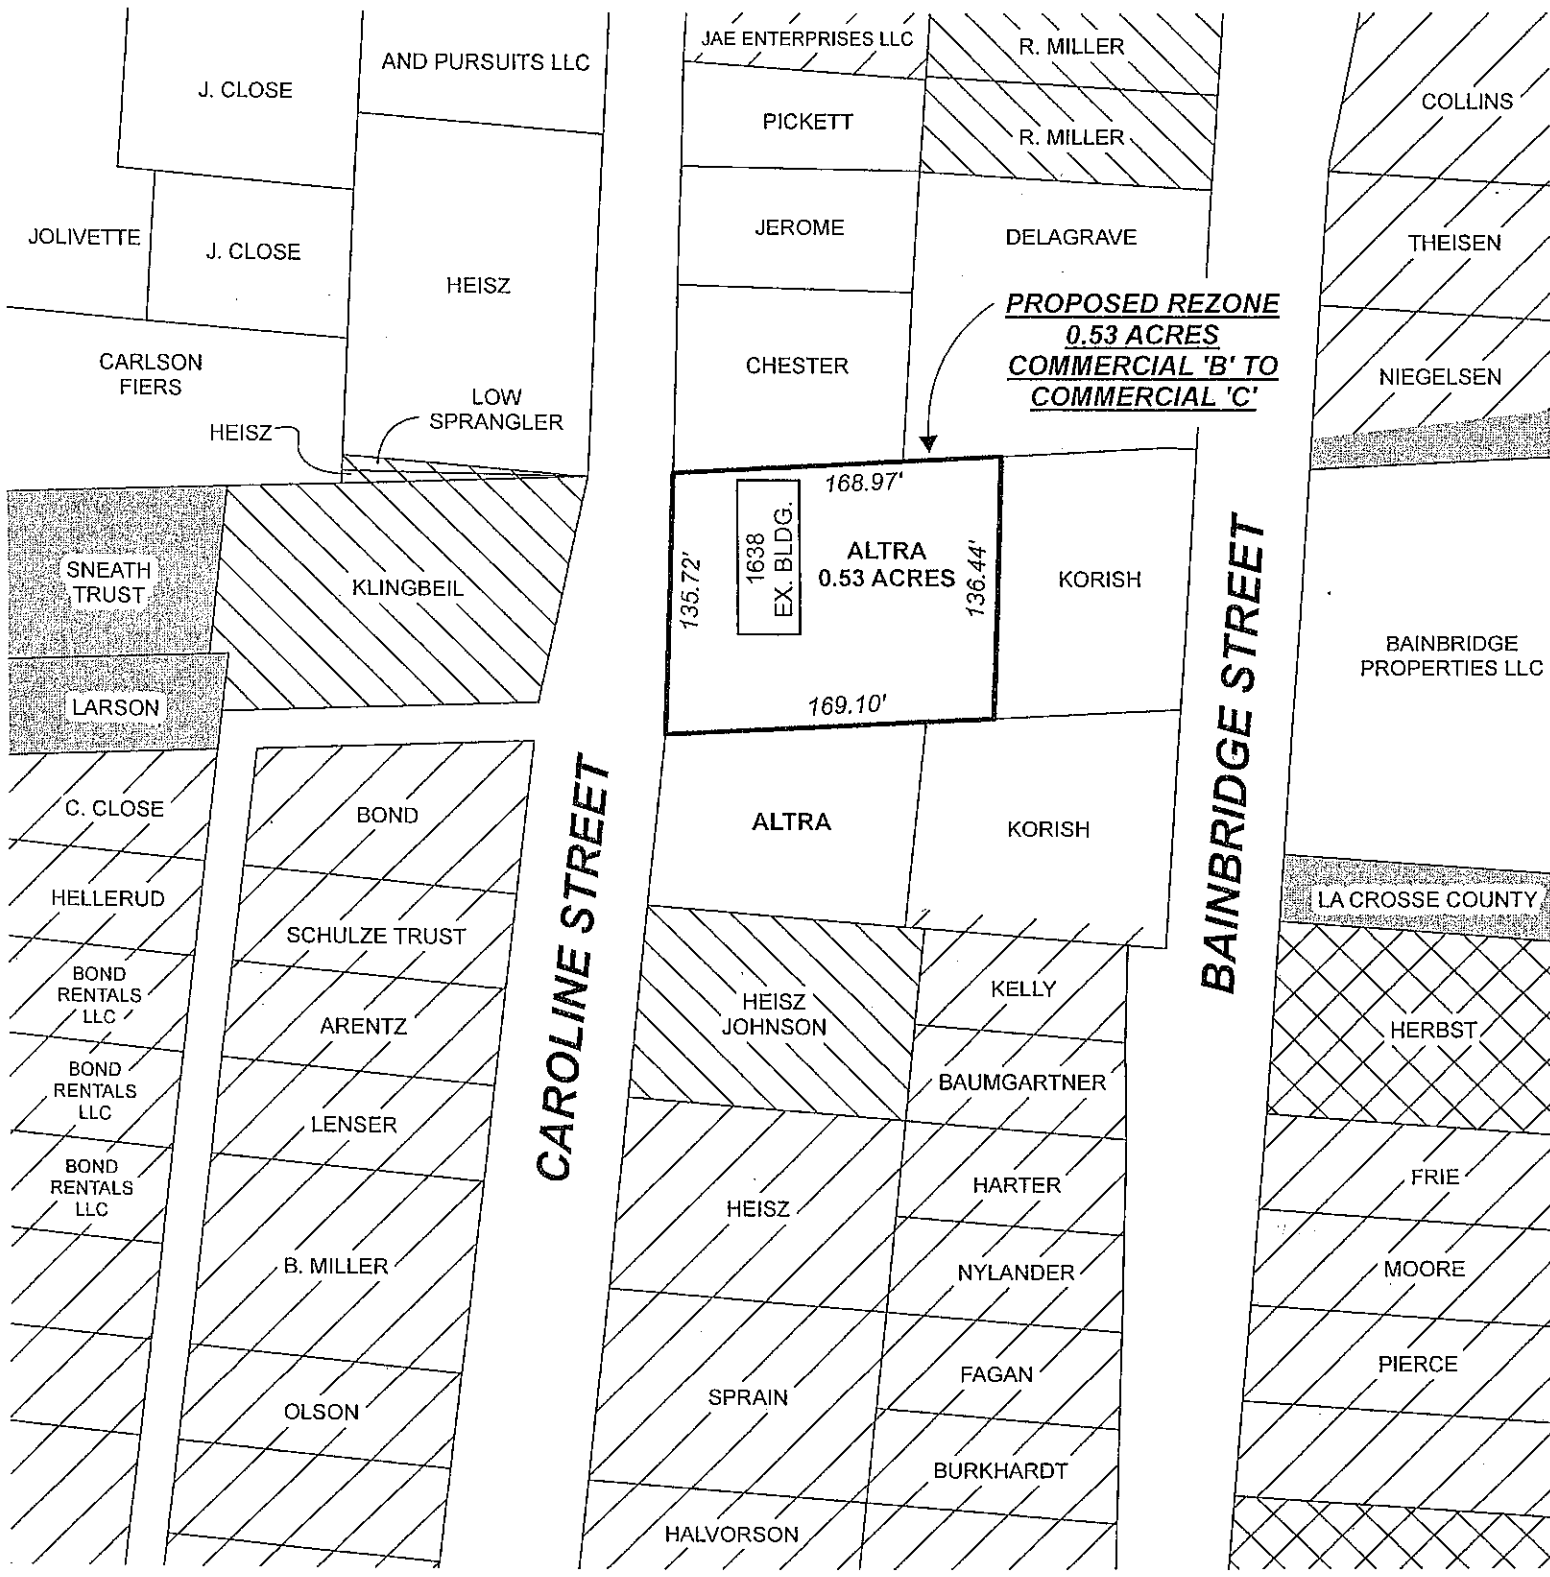 J. CLOSE
AND PURSUITS LLC
JAE ENTERPRISES LLC
R. MILLER
COLLINS
PICKETT
R. MILLER
JOLIVETTE
J. CLOSE
HEISZ
JEROME
DELAGRAVE
THEISEN
PROPOSED REZONE
0.53 ACRES
COMMERCIAL 'B' TO
COMMERCIAL 'C'
CARLSON
FIERS
CHESTER
NIEGELSEN
LOW
SPRANGLER
HEISZ
168.97'
SNEATH
TRUST
KLINGBEIL
135.72'
1638
EX. BLDG.
ALTRA
0.53 ACRES
136.44'
KORISH
BAINBRIDGE
PROPERTIES LLC
LARSON
169.10'
BAINBRIDGE STREET
C. CLOSE
BOND
ALTRA
KORISH
CAROLINE STREET
HELLERUD
SCHULZE TRUST
LA CROSSE COUNTY
BOND
RENTALS
LLC
ARENTZ
HEISZ
JOHNSON
KELLY
HERBST
BOND
RENTALS
LLC
LENSER
BAUMGARTNER
BOND
RENTALS
LLC
HEISZ
HARTER
FRIE
B. MILLER
NYLANDER
MOORE
OLSON
SPRAIN
FAGAN
PIERCE
BURKHARDT
HALVORSON